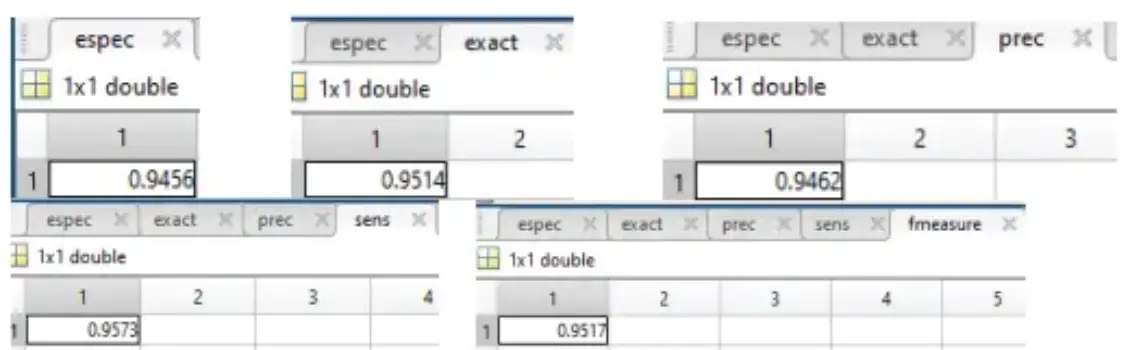 espec
1x1 double
1
1 0.9456
espec exact
1x1 double
1 2
0.9514
espec exact prec
1x1 double
1 2 3
1 0.9462
espec exact prec sens
1x1 double
1 2 3 4
1 0.9573
espec exact prec sens fmeasure
1x1 double
1 2 3 4 5
1 0.9517